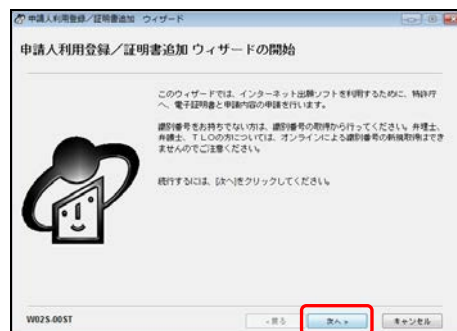 申請人利用登録／証明書追加 ウィザード
申請人利用登録／証明書追加 ウィザードの開始
このウィザードでは、インターネット出願ソフトを利用するために、特許庁
へ、電子証明書と申請内容の申請を行います。
識別番号をお持ちでない方は、識別番号の取得から行ってください。弁理士、
弁護士、ＴＬＯの方については、オンラインによる識別番号の新規取得はでき
ませんのでご注意ください。
続行するには、[次へ]をクリックしてください。
W02S-00ST
＜戻る
次へ＞
キャンセル